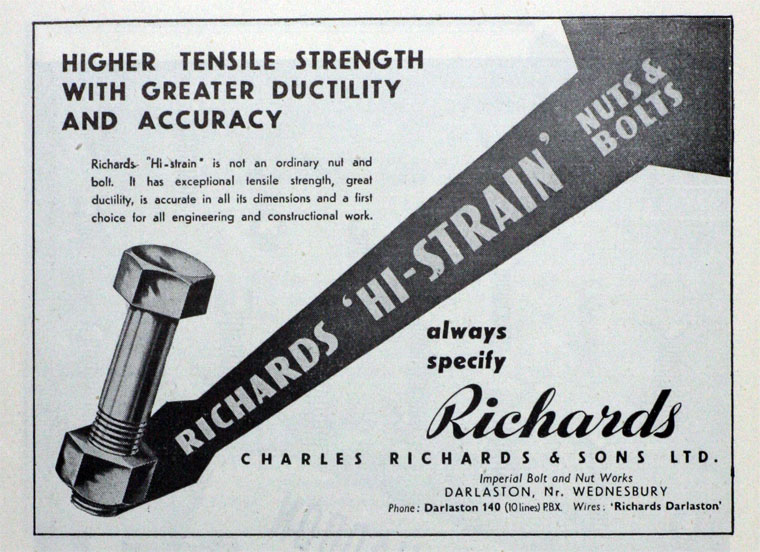 HIGHER TENSILE STRENGTH
WITH GREATER DUCTILITY
AND ACCURACY
Richards "Hi-strain" is not an ordinary nut and
bolt. It has exceptional tensile strength, great
ductility, is accurate in all its dimensions and a first
choice for all engineering and constructional work.
RICHARDS 'HI-STRAIN' NUTS &
BOLTS
always
specify
Richards
CHARLES RICHARDS & SONS LTD.
Imperial Bolt and Nut Works
DARLASTON, Nr. WEDNESBURY
Phone: Darlaston 140 (10 lines) P.B.X. Wires: 'Richards Darlaston'